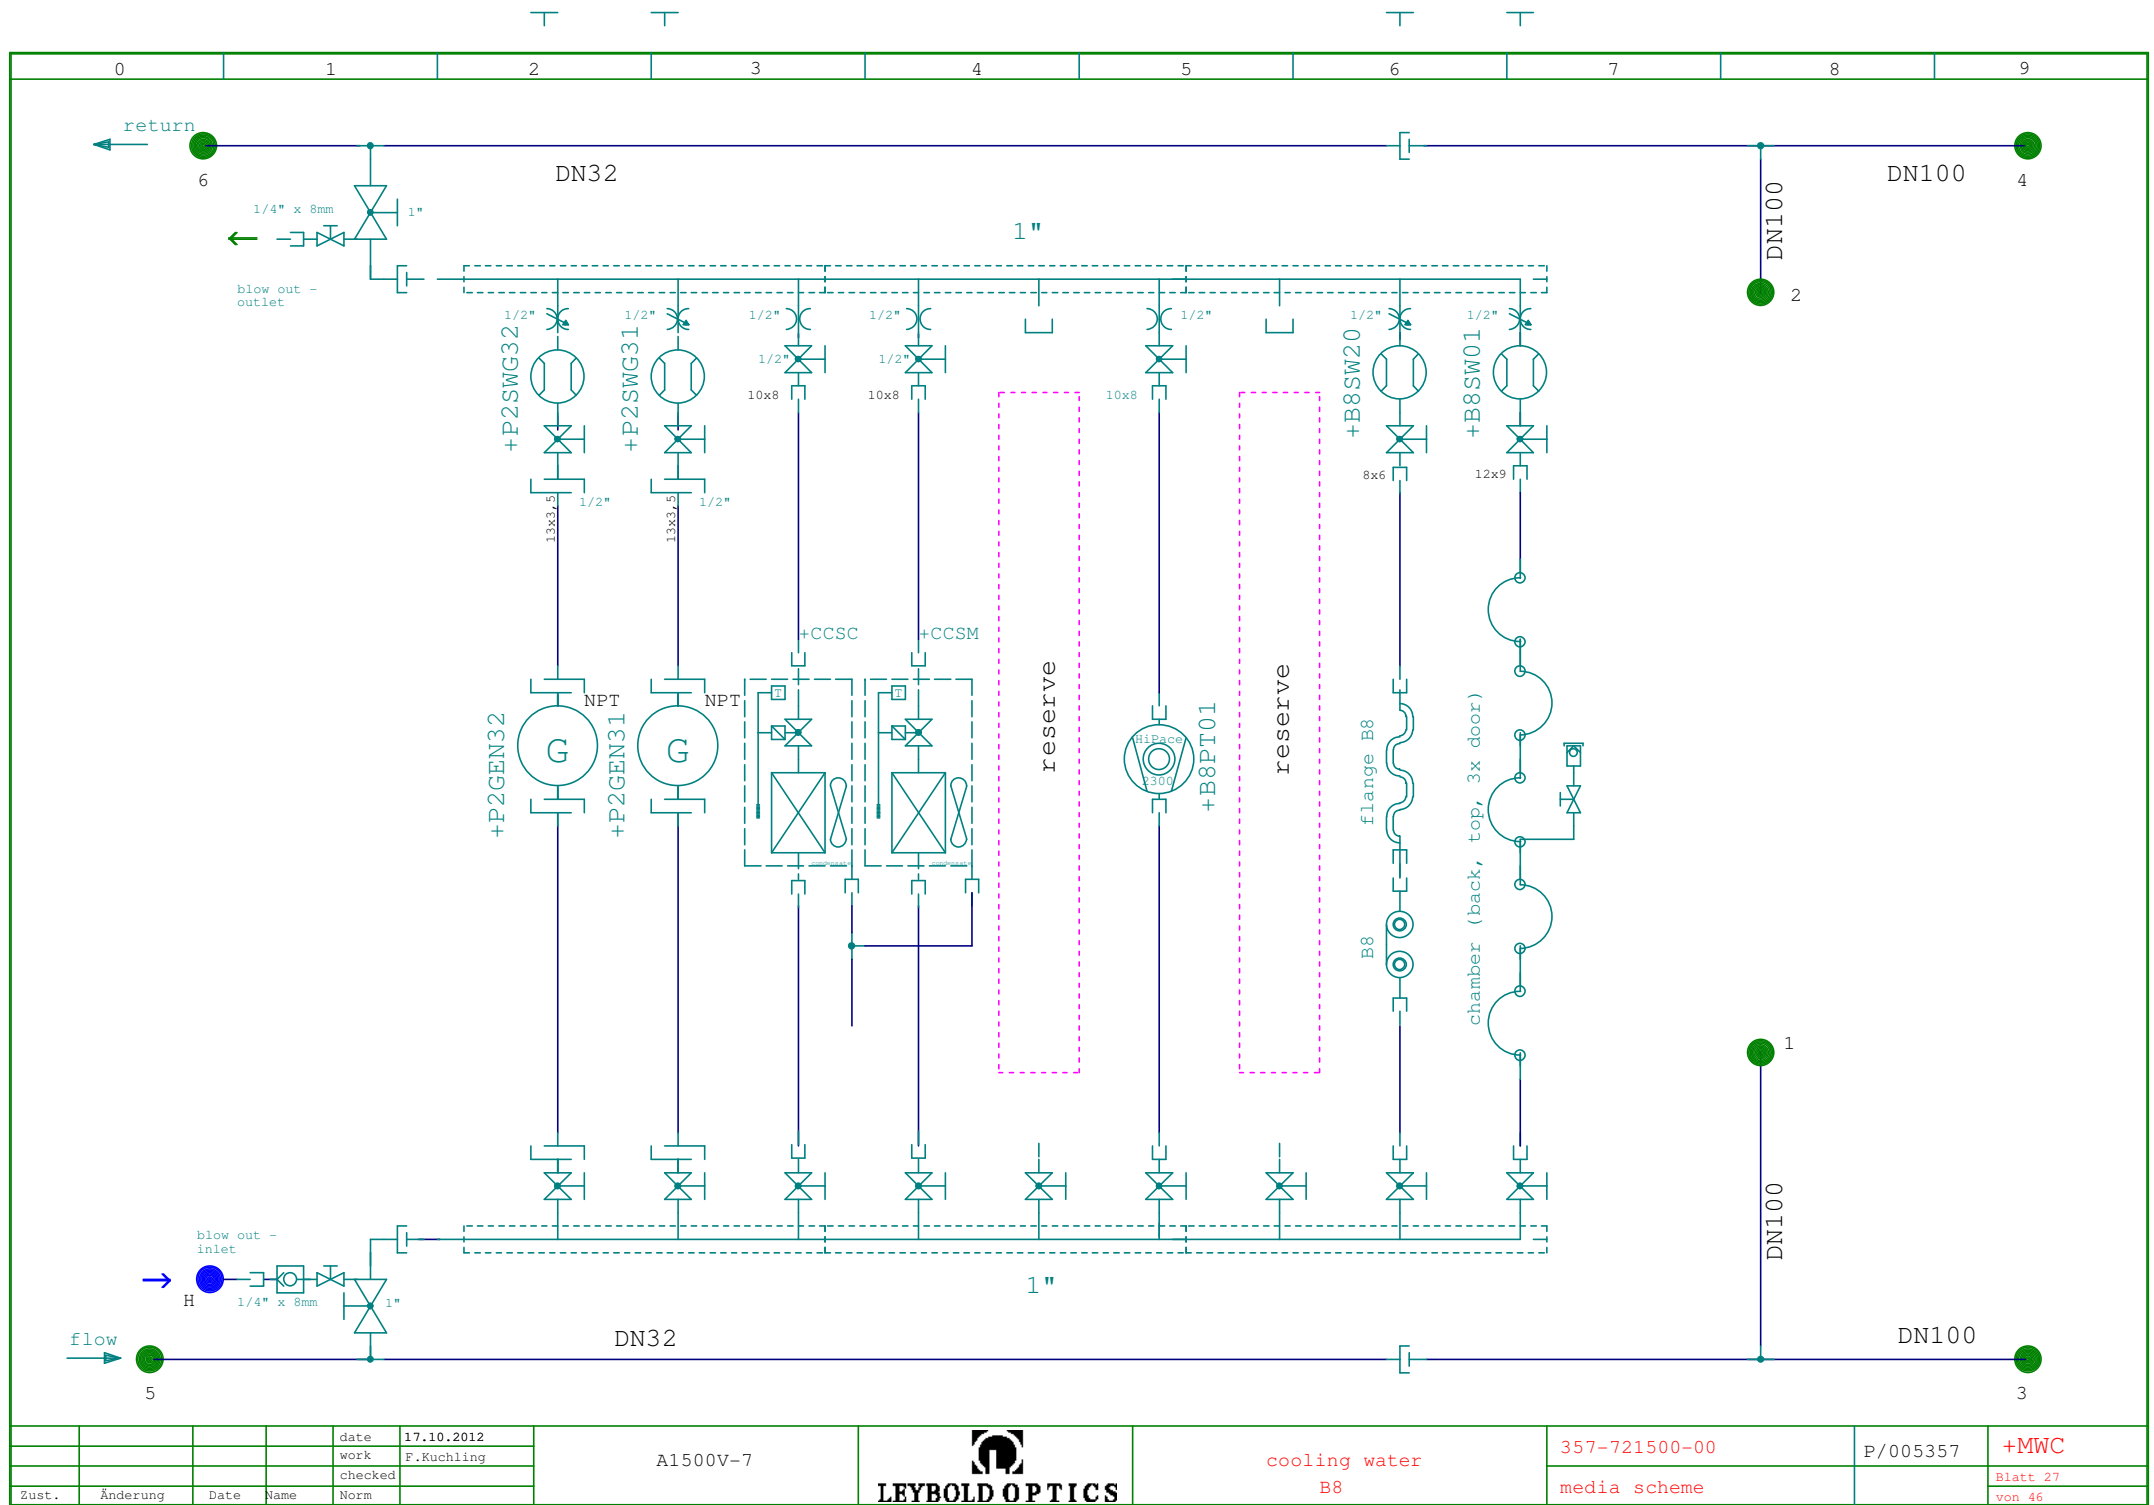 0 1 2 3 4 5 6 7 8 9
return
6
DN32
DN100
4
1/4" x 8mm
1"
DN100
1"
blow out -
outlet
2
1/2" 1/2" 1/2" 1/2" 1/2" 1/2" 1/2"
+P2SWG32
+P2SWG31
+B8SW20
+B8SW01
1/2" 1/2"
10x8 10x8 10x8
8x6 12x9
1/2" 1/2"
13x3,5 13x3,5
+CCSC +CCSM
T T
NPT NPT
G G
+P2GEN32
+P2GEN31
reserve
reserve
HiPace
2300
+B8PT01
flange B8
chamber (back, top, 3x door)
condensate condensate
B8
1
DN100
blow out -
inlet
H
1/4" x 8mm
1"
1"
flow
DN32
DN100
5
3
date 17.10.2012
work F.Kuchling
checked
Zust. Änderung Date Name Norm
A1500V-7
LEYBOLD OPTICS
cooling water
B8
357-721500-00
media scheme
P/005357
+MWC
Blatt 27
von 46